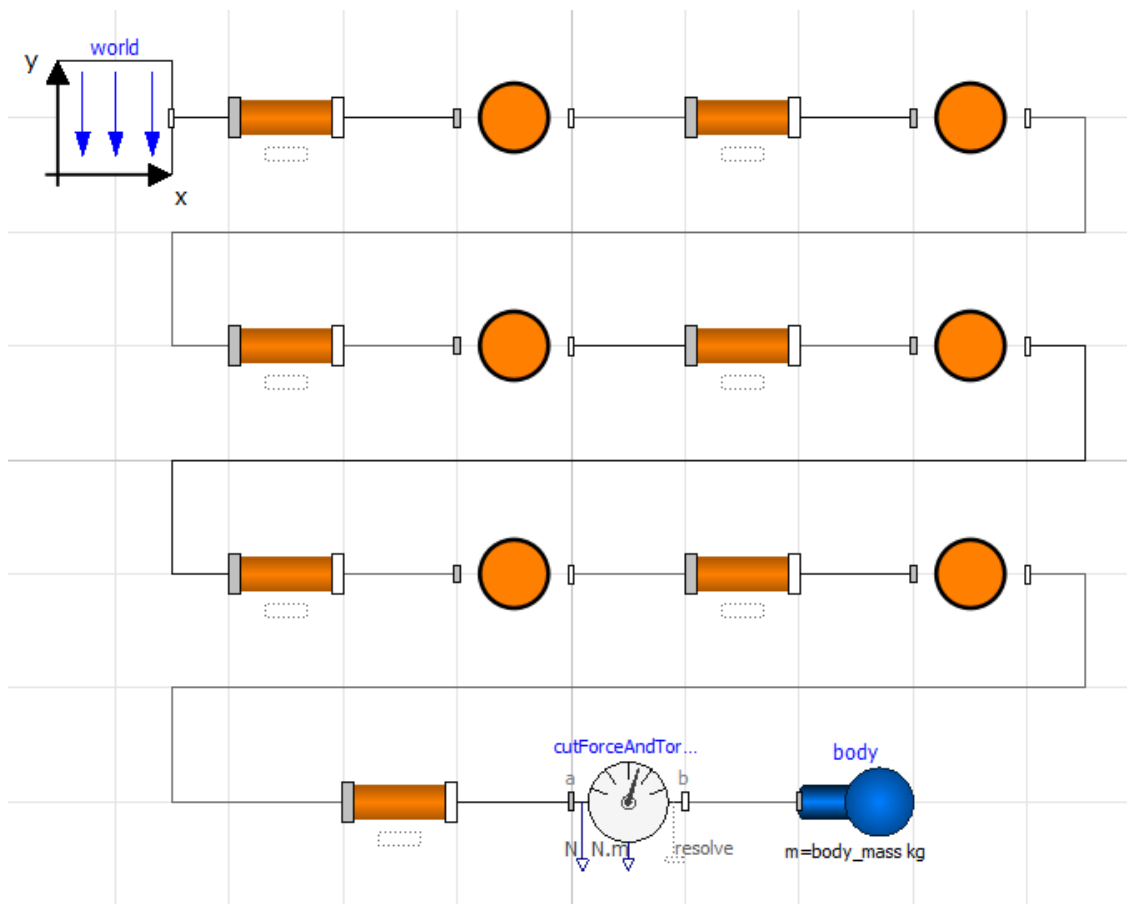 world
y
x
cutForceAndTor...
body
a
b
N
N.m
resolve
m=body_mass kg